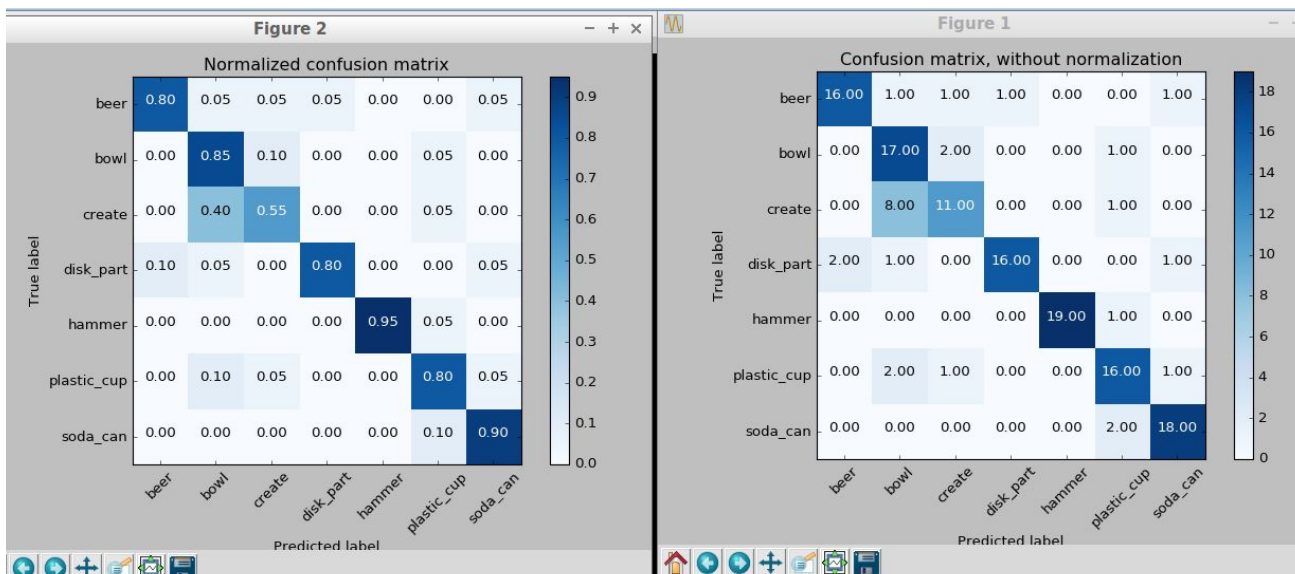 Figure 2
Normalized confusion matrix
True label
beer 0.80 0.05 0.05 0.05 0.00 0.00 0.05
bowl 0.00 0.85 0.10 0.00 0.00 0.05 0.00
create 0.00 0.40 0.55 0.00 0.00 0.05 0.00
disk_part 0.10 0.05 0.00 0.80 0.00 0.00 0.05
hammer 0.00 0.00 0.00 0.00 0.95 0.05 0.00
plastic_cup 0.00 0.10 0.05 0.00 0.00 0.80 0.05
soda_can 0.00 0.00 0.00 0.00 0.00 0.10 0.90
beer bowl create disk_part hammer plastic_cup soda_can
Predicted label
0.9
0.8
0.7
0.6
0.5
0.4
0.3
0.2
0.1
0.0
Figure 1
Confusion matrix, without normalization
True label
beer 16.00 1.00 1.00 1.00 0.00 0.00 1.00
bowl 0.00 17.00 2.00 0.00 0.00 1.00 0.00
create 0.00 8.00 11.00 0.00 0.00 1.00 0.00
disk_part 2.00 1.00 0.00 16.00 0.00 0.00 1.00
hammer 0.00 0.00 0.00 0.00 19.00 1.00 0.00
plastic_cup 0.00 2.00 1.00 0.00 0.00 16.00 1.00
soda_can 0.00 0.00 0.00 0.00 0.00 2.00 18.00
beer bowl create disk_part hammer plastic_cup soda_can
Predicted label
18
16
14
12
10
8
6
4
2
0